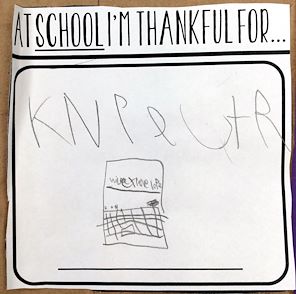 AT SCHOOL I'M THANKFUL FOR...
KNPeUtR